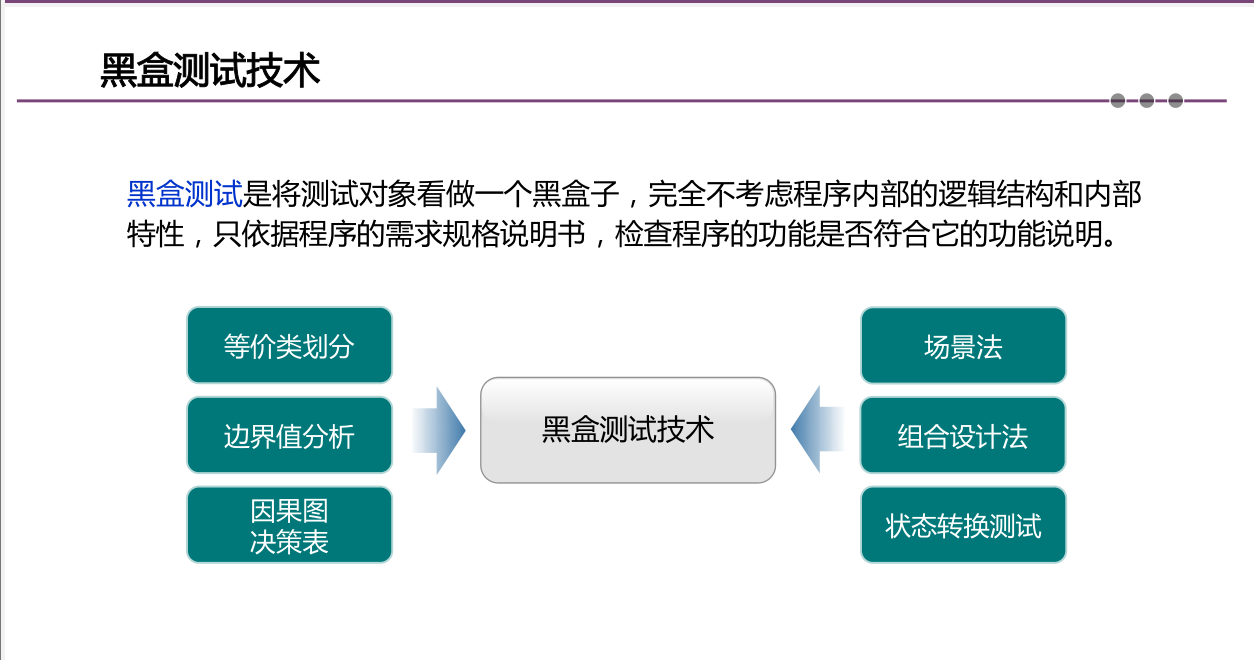 黑盒测试技术
黑盒测试是将测试对象看做一个黑盒子，完全不考虑程序内部的逻辑结构和内部
特性，只依据程序的需求规格说明书，检查程序的功能是否符合它的功能说明。
等价类划分
边界值分析
因果图
决策表
黑盒测试技术
场景法
组合设计法
状态转换测试